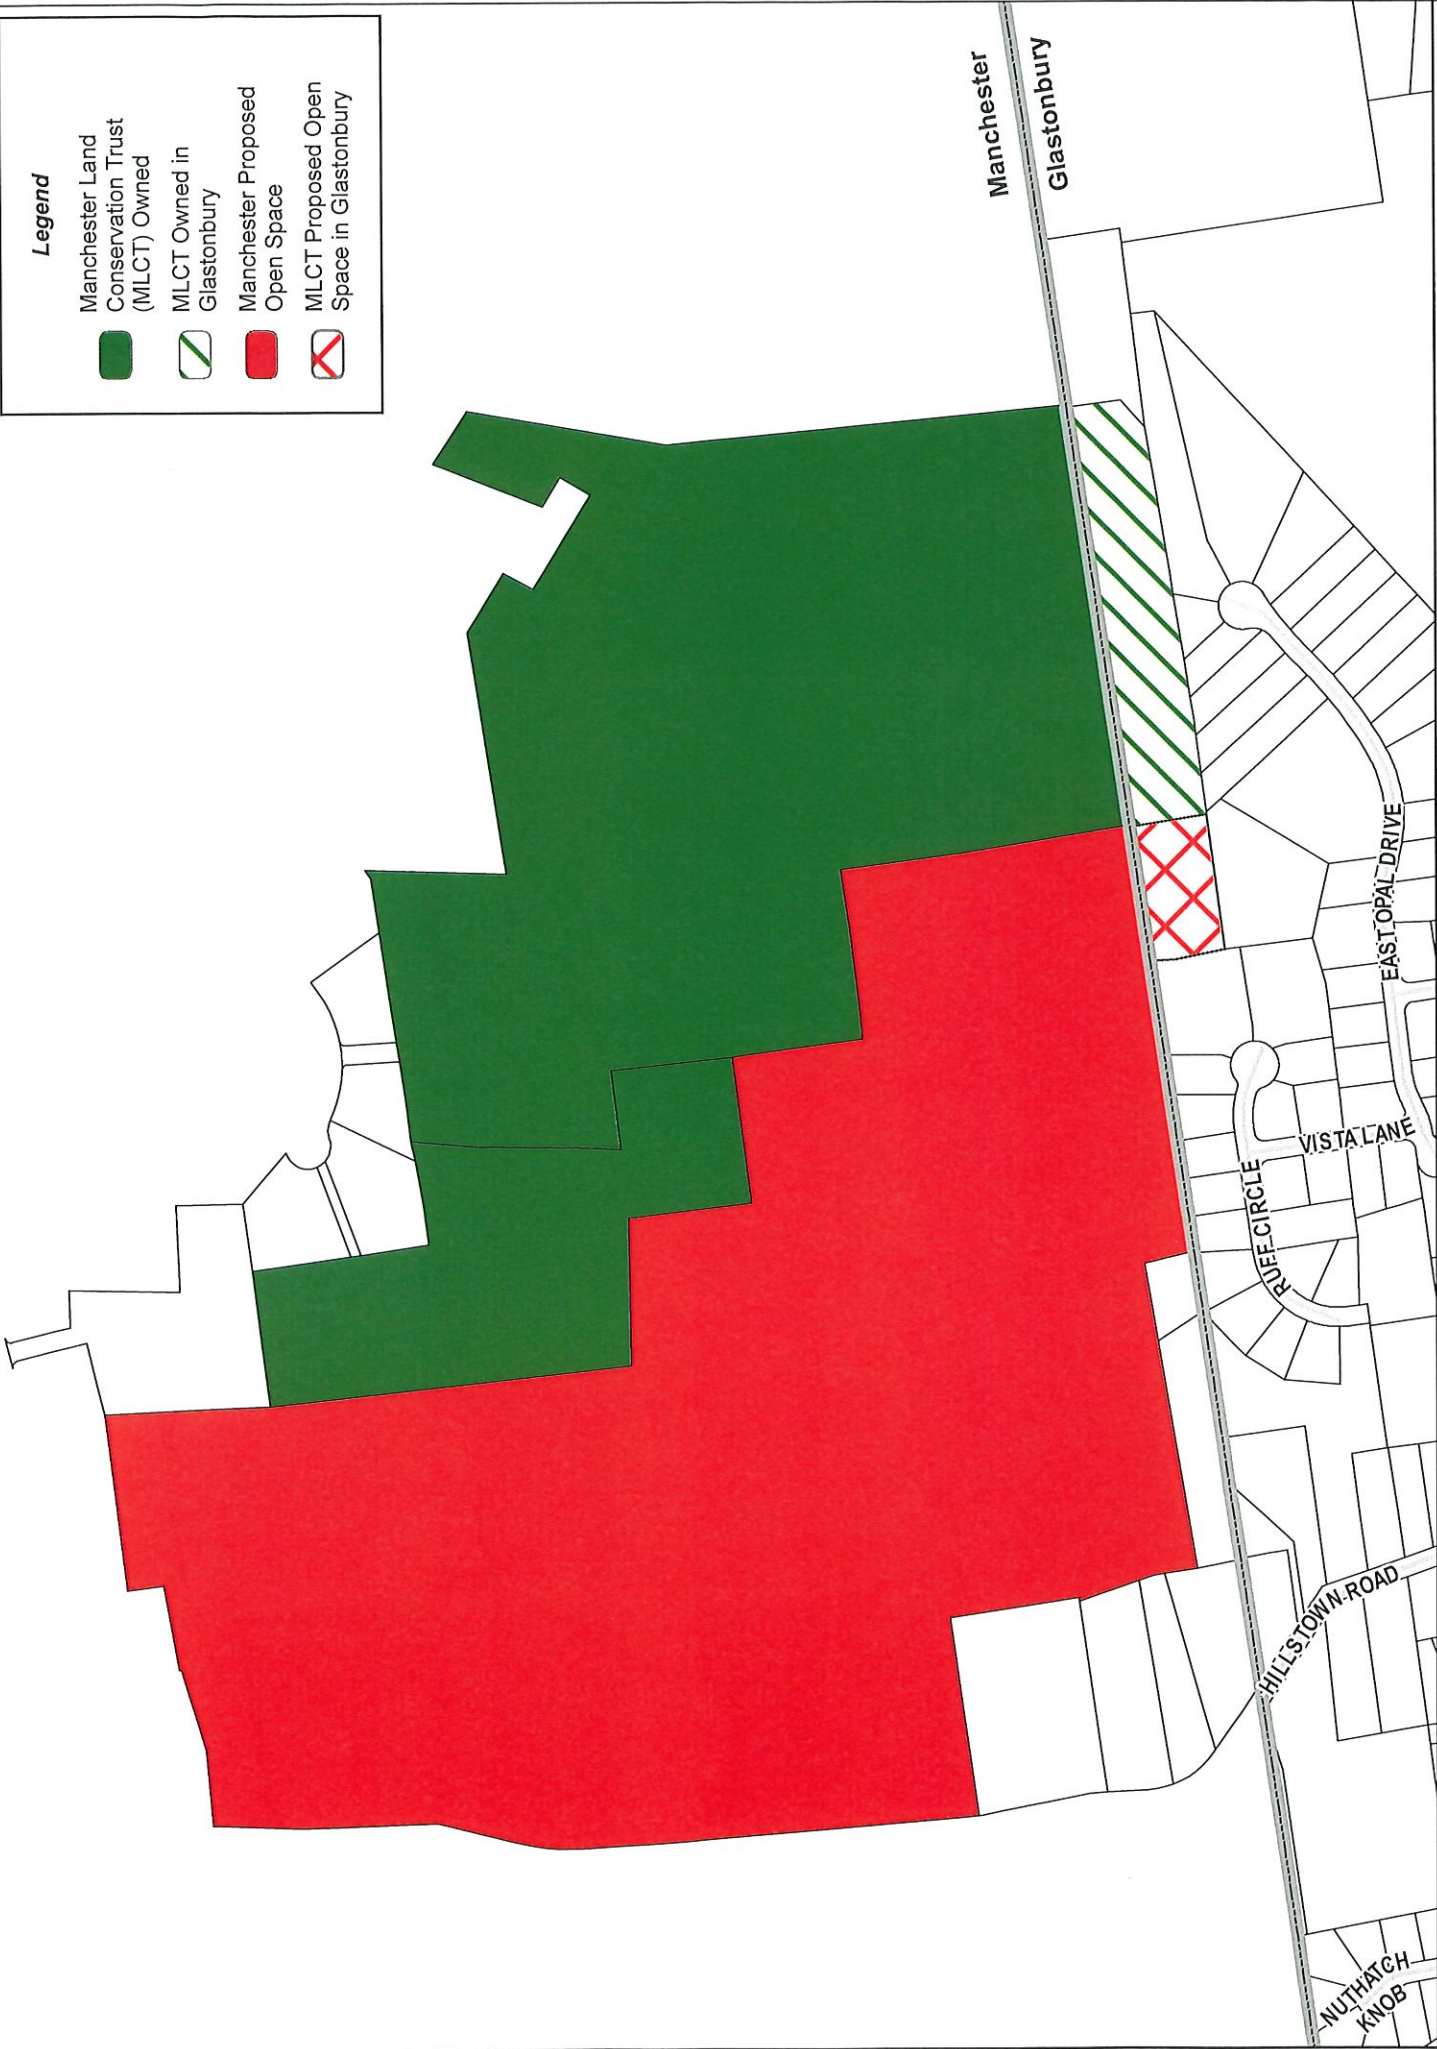 Legend
Manchester Land
Conservation Trust
(MLCT) Owned
MLCT Owned in
Glastonbury
Manchester Proposed
Open Space
MLCT Proposed Open
Space in Glastonbury
Manchester
Glastonbury
EAST OPAL DRIVE
VISTA LANE
RUFF CIRCLE
HILLSTOWN ROAD
NUTHATCH
KNOB